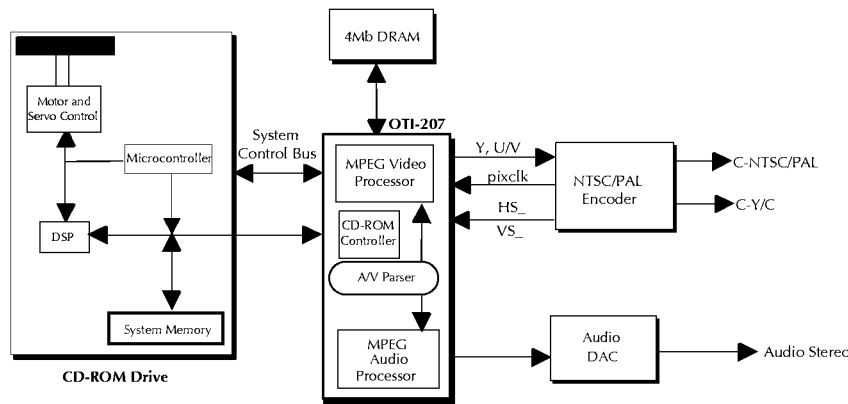 4Mb DRAM
OTI-207
Motor and
Servo Control
Microcontroller
DSP
System Memory
CD-ROM Drive
System
Control Bus
MPEG Video
Processor
CD-ROM
Controller
A/V Parser
MPEG
Audio
Processor
Y, U/V
pixclk
HS_
VS_
NTSC/PAL
Encoder
C-NTSC/PAL
C-Y/C
Audio
DAC
Audio Stereo